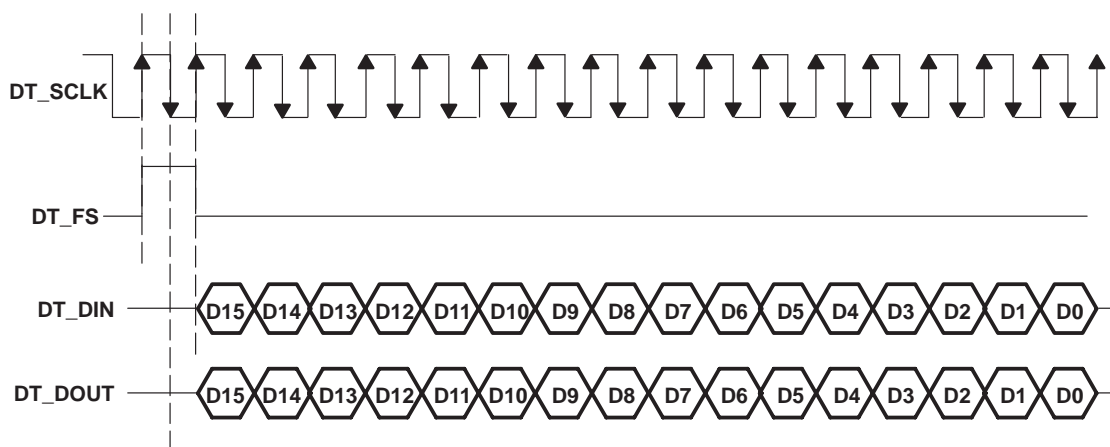 DT_SCLK
DT_FS
DT_DIN D15 D14 D13 D12 D11 D10 D9 D8 D7 D6 D5 D4 D3 D2 D1 D0
DT_DOUT D15 D14 D13 D12 D11 D10 D9 D8 D7 D6 D5 D4 D3 D2 D1 D0